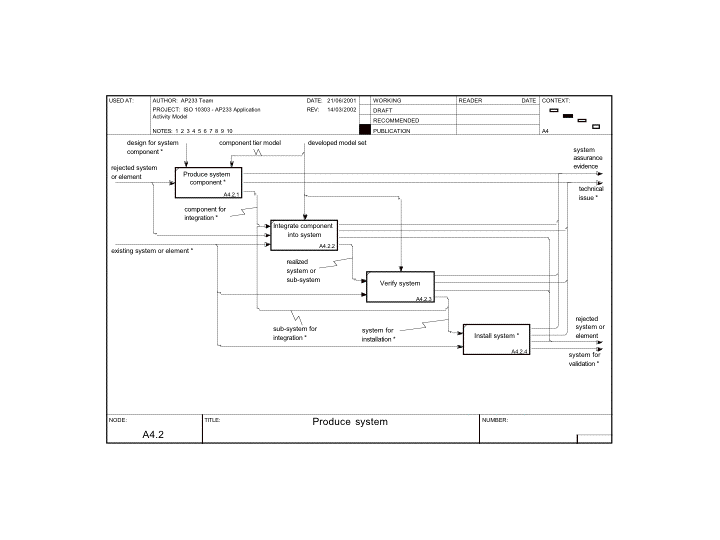 USED AT:
AUTHOR: AP233 Team
DATE: 21/06/2001
PROJECT: ISO 10303 - AP233 Application
Activity Model
REV: 14/03/2002
NOTES: 1 2 3 4 5 6 7 8 9 10
WORKING
DRAFT
RECOMMENDED
PUBLICATION
READER
DATE
CONTEXT:
A4
design for system
component *
component tier model
developed model set
rejected system
or element
Produce system
component *
A4.2.1
system
assurance
evidence
technical
issue *
component for
integration *
Integrate component
into system
A4.2.2
existing system or element *
realized
system or
sub-system
Verify system
A4.2.3
sub-system for
integration *
system for
installation *
Install system *
A4.2.4
rejected
system or
element
system for
validation *
NODE:
A4.2
TITLE:
Produce system
NUMBER: